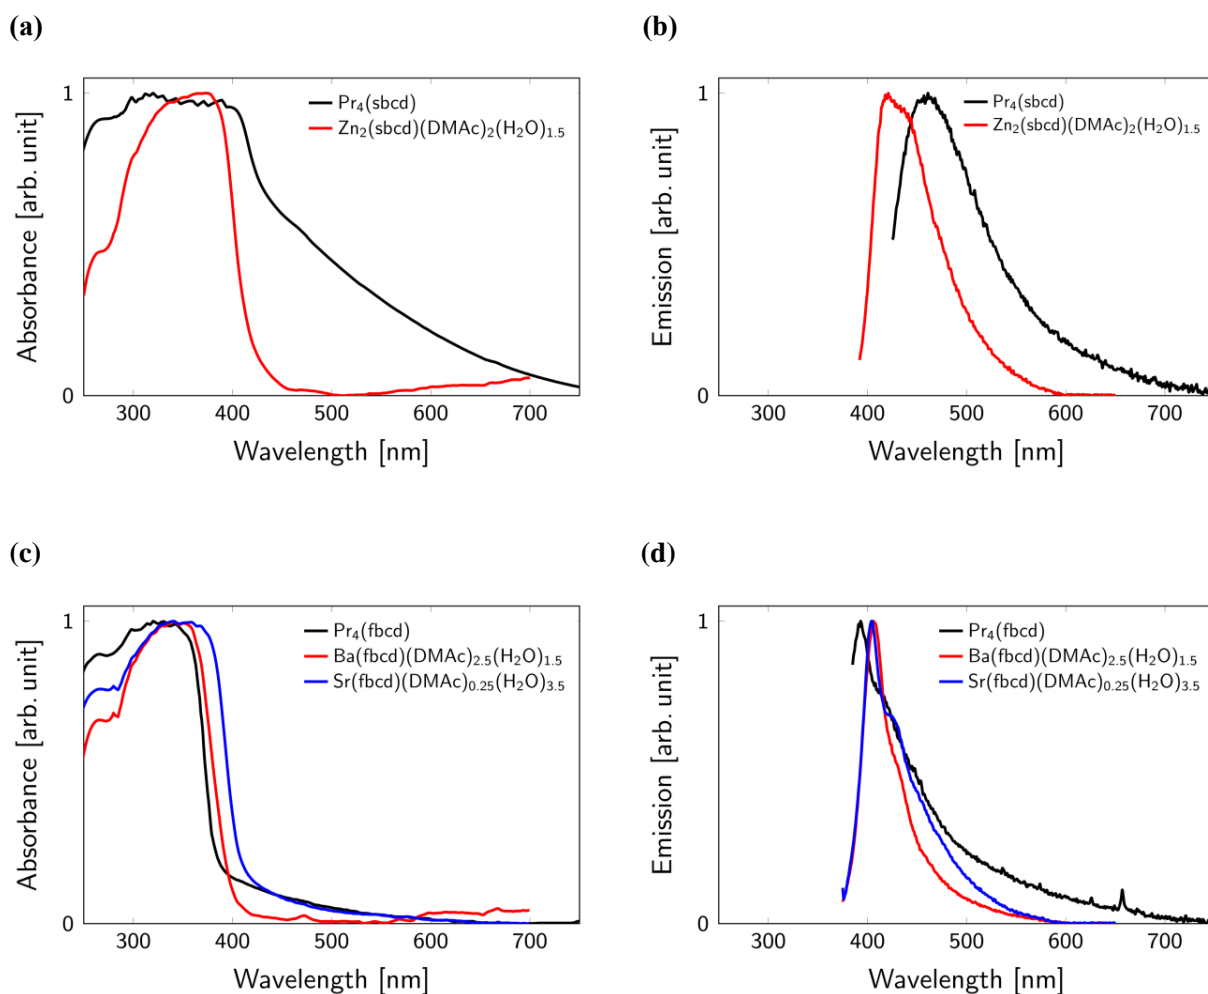 (a)
1
0
Absorbance [arb. unit]
Pr₄(sbcd)
Zn₂(sbcd)(DMAc)₂(H₂O)₁.₅
300 400 500 600 700
Wavelength [nm]
(b)
1
0
Emission [arb. unit]
Pr₄(sbcd)
Zn₂(sbcd)(DMAc)₂(H₂O)₁.₅
300 400 500 600 700
Wavelength [nm]
(c)
1
0
Absorbance [arb. unit]
Pr₄(fbcd)
Ba(fbcd)(DMAc)₂.₅(H₂O)₁.₅
Sr(fbcd)(DMAc)₀.₂₅(H₂O)₃.₅
300 400 500 600 700
Wavelength [nm]
(d)
1
0
Emission [arb. unit]
Pr₄(fbcd)
Ba(fbcd)(DMAc)₂.₅(H₂O)₁.₅
Sr(fbcd)(DMAc)₀.₂₅(H₂O)₃.₅
300 400 500 600 700
Wavelength [nm]